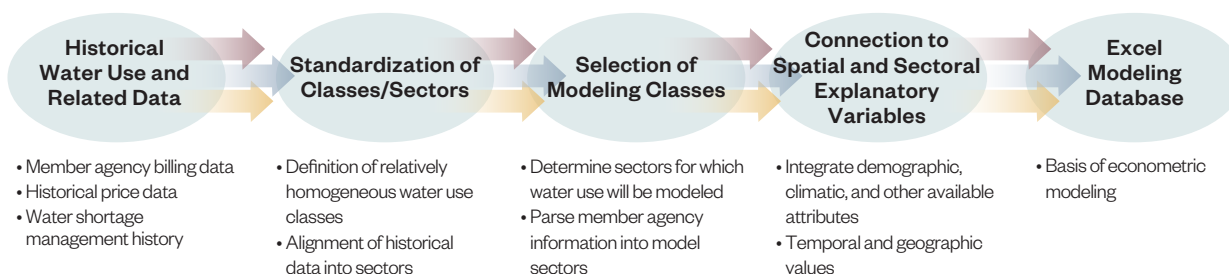 Historical
Water Use and
Related Data
Standardization of
Classes/Sectors
Selection of
Modeling Classes
Connection to
Spatial and Sectoral
Explanatory
Variables
Excel
Modeling
Database
• Member agency billing data
• Historical price data
• Water shortage
management history
• Definition of relatively
homogeneous water use
classes
• Alignment of historical
data into sectors
• Determine sectors for which
water use will be modeled
• Parse member agency
information into model
sectors
• Integrate demographic,
climatic, and other available
attributes
• Temporal and geographic
values
• Basis of econometric
modeling